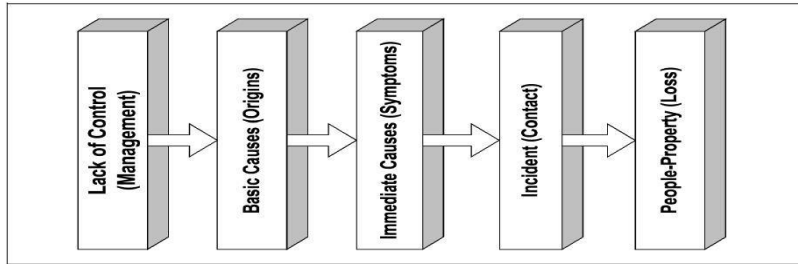 Lack of Control
(Management)
Basic Causes (Origins)
Immediate Causes (Symptoms)
Incident (Contact)
People-Property (Loss)